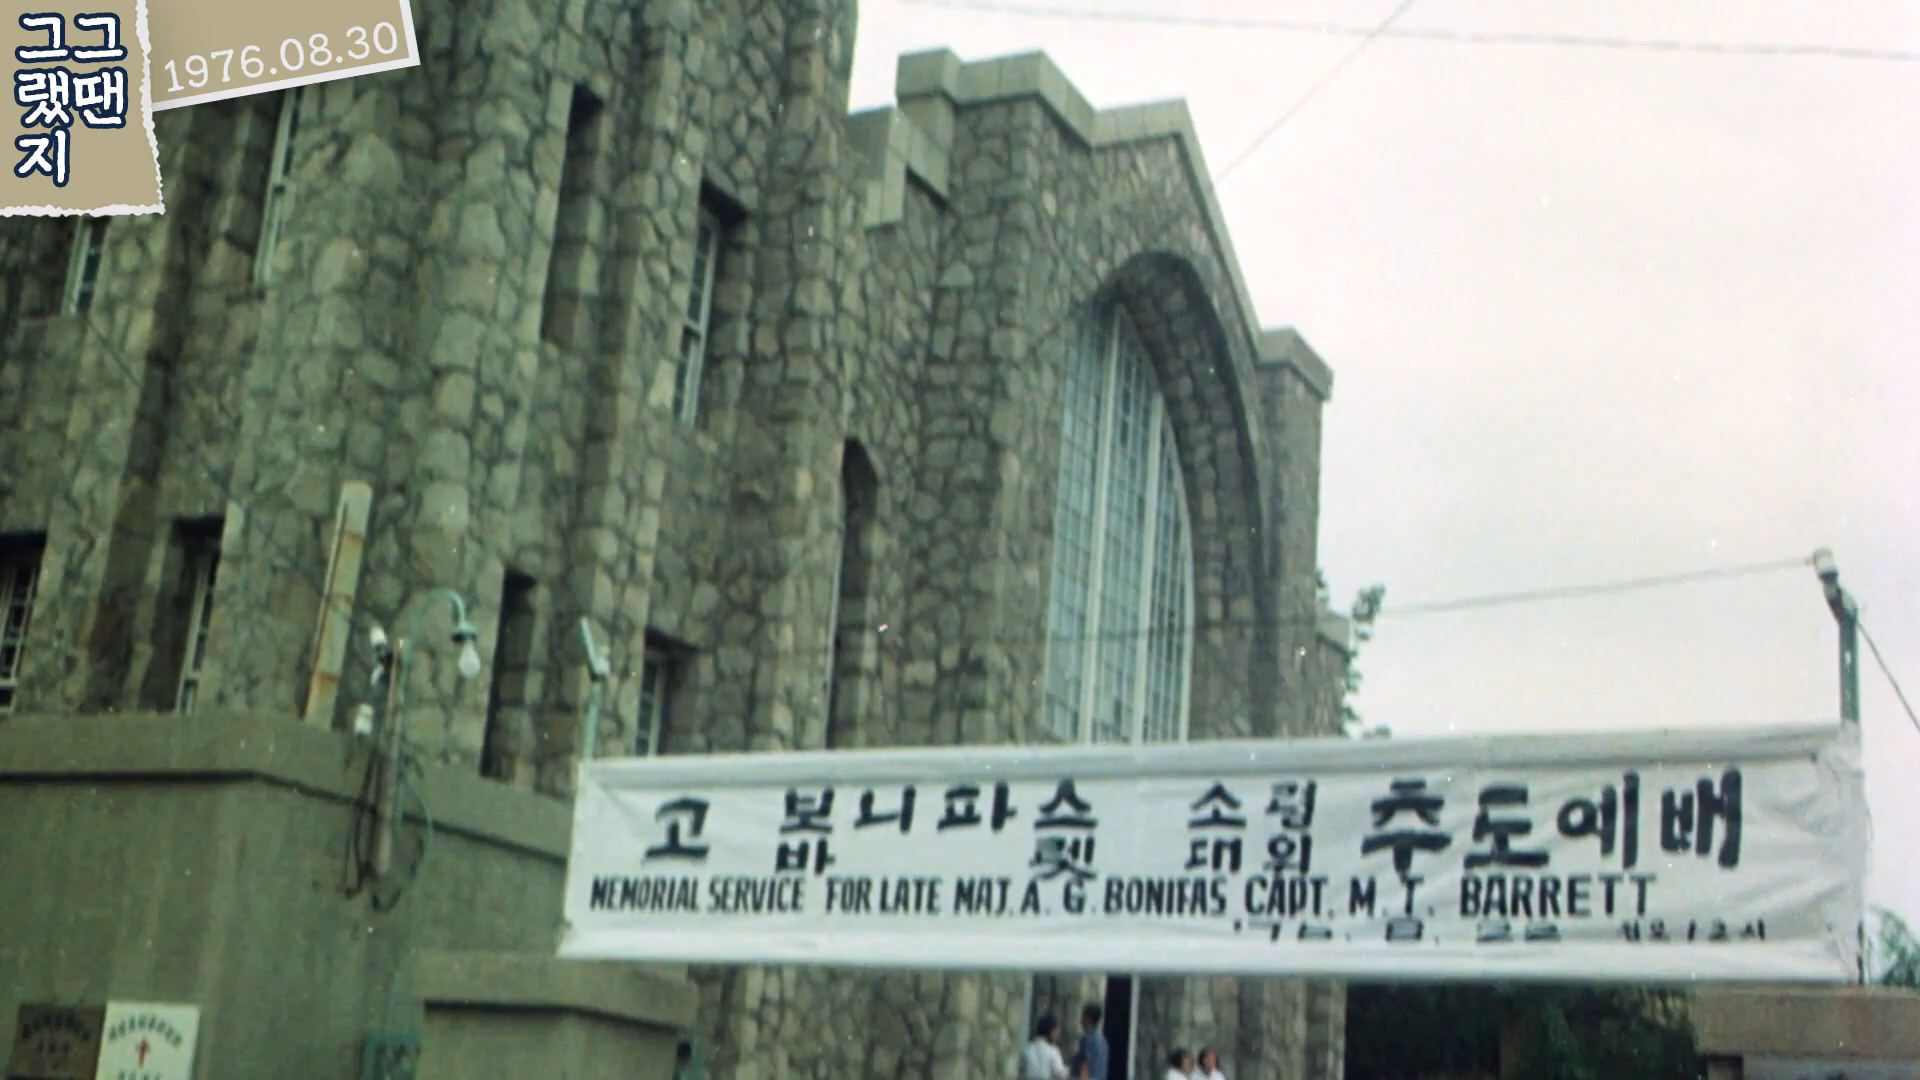 그땐
그랬지
1976.08.30
고 보니파스 소령 추도예배
바렛 대위
MEMORIAL SERVICE FOR LATE MAJ. A. G. BONIFAS CAPT. M. T. BARRETT